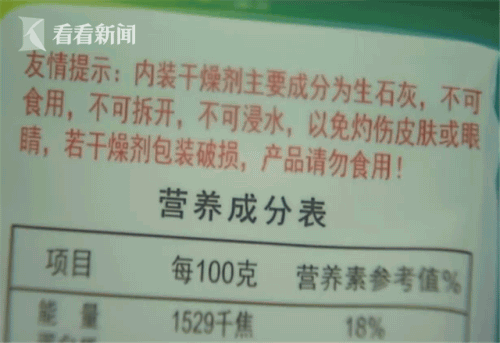 看看新闻
友情提示：内装干燥剂主要成分为生石灰，不可
食用，不可拆开，不可浸水，以免灼伤皮肤或眼
睛，若干燥剂包装破损，产品请勿食用！
营养成分表
项目 每100克 营养素参考值%
能 量 1529千焦 18%